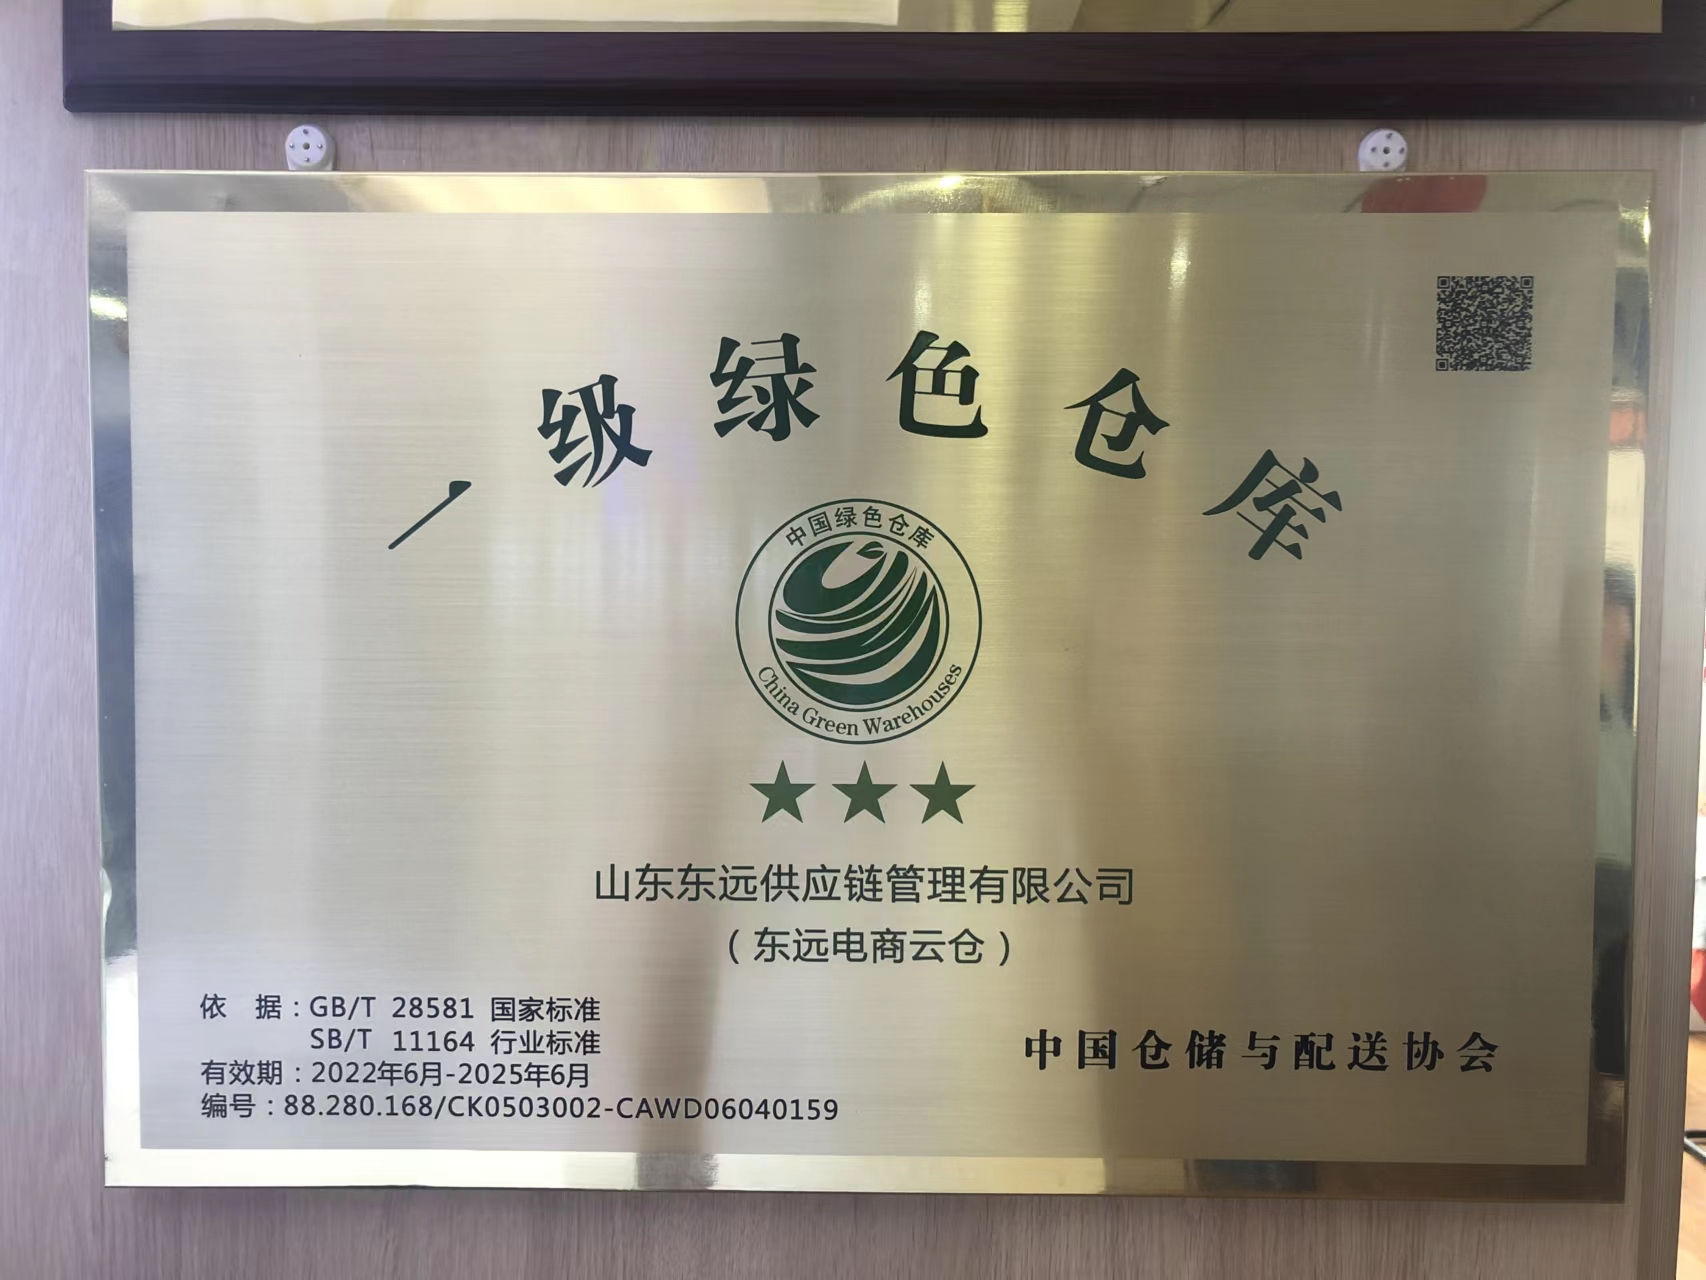 一级绿色仓库
中国绿色仓库
China Green Warehouses
山东东远供应链管理有限公司
（东远电商云仓）
依 据：GB/T 28581 国家标准
SB/T 11164 行业标准
有效期：2022年6月-2025年6月
编号：88.280.168/CK0503002-CAWD06040159
中国仓储与配送协会